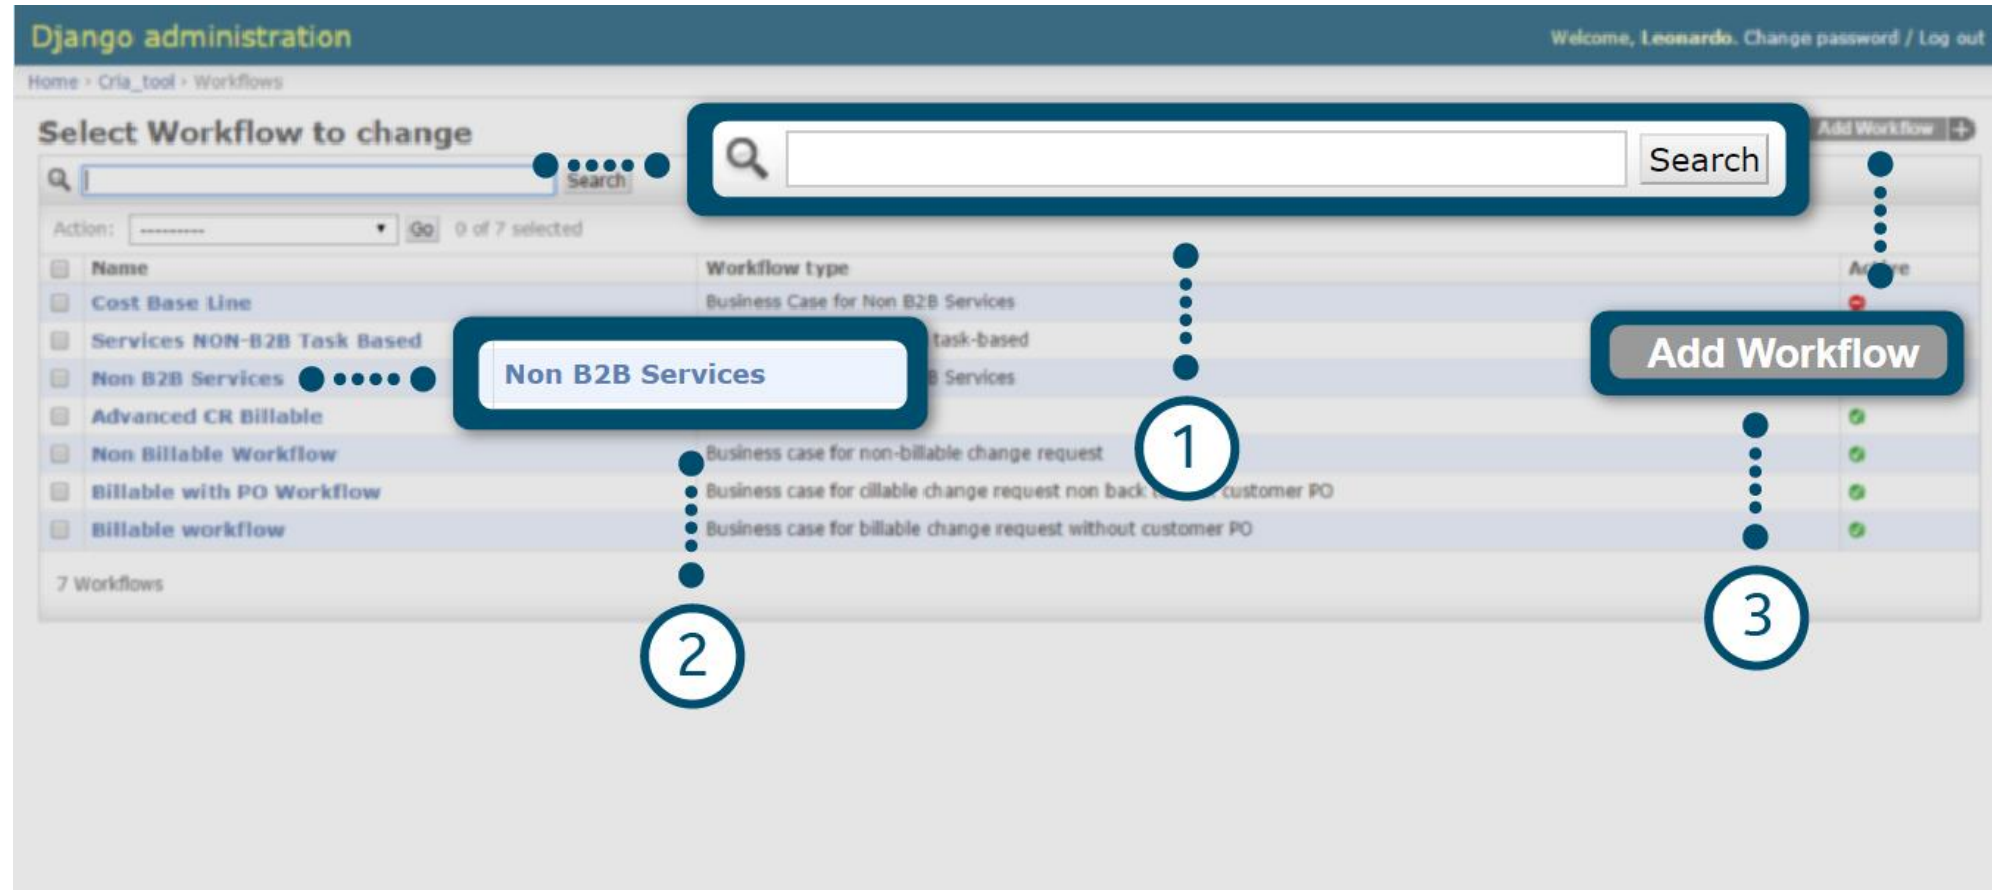 Django administration
Welcome, Leonardo. Change password / Log out
Home › Cria_tool › Workflows
Select Workflow to change
Add Workflow +
Search
Search
Action: --------- Go 0 of 7 selected
Name Workflow type
Cost Base Line Business Case for Non B2B Services
Services NON-B2B Task Based task-based
Add Workflow
Non B2B Services Services
Non B2B Services
Advanced CR Billable
Non Billable Workflow Business case for non-billable change request
1
Billable with PO Workflow Business case for cillable change request non back customer PO
Billable workflow Business case for billable change request without customer PO
7 Workflows
3
2